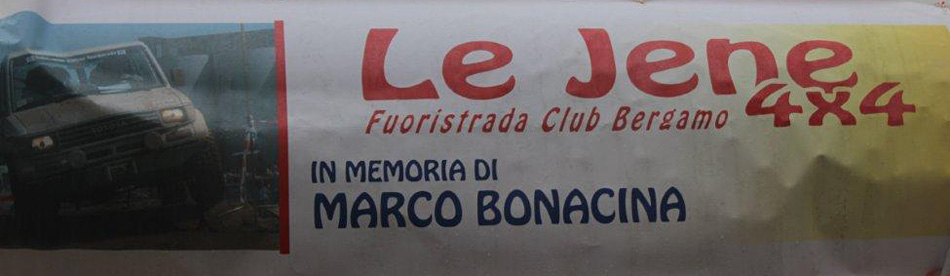 Le Jene
4x4
Fuoristrada Club Bergamo
IN MEMORIA DI
MARCO BONACINA